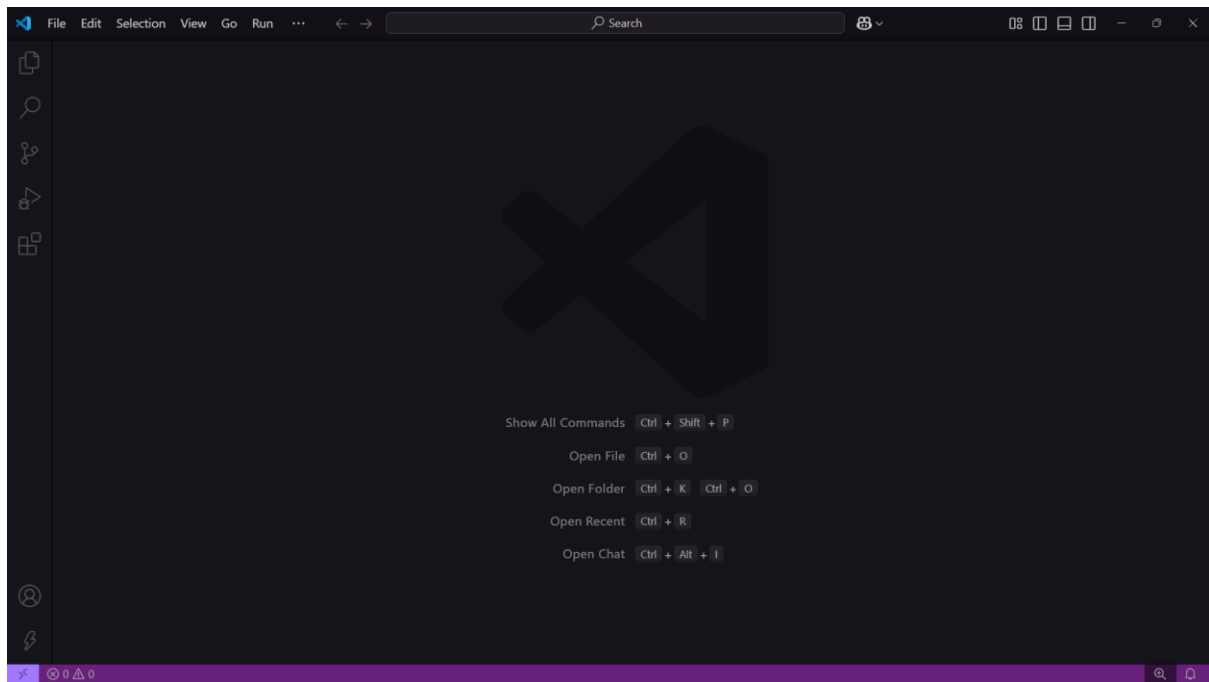 File Edit Selection View Go Run ··· Search
Show All Commands Ctrl + Shift + P
Open File Ctrl + O
Open Folder Ctrl + K Ctrl + O
Open Recent Ctrl + R
Open Chat Ctrl + Alt + I
0 0